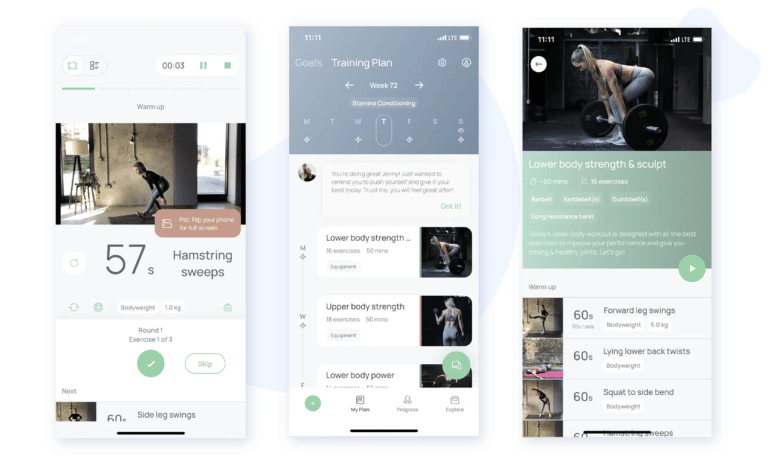 00:03
Warm up
Pst! Flip your phone
for full screen
57s
Hamstring
sweeps
Bodyweight
1.0 kg
Round 1
Exercise 1 of 3
Skip
Next
60s
Side leg swings
11:11
LTE
Goals
Training Plan
Week 72
Stamina Conditioning
M T W T F S S
You're doing great Jenny! Just wanted to
remind you to push yourself and give it your
best today. Trust me, you will feel great after!
Got it!
M
Lower body strength ...
16 exercises 50 mins
Equipment
W
Upper body strength
18 exercises 50 mins
Equipment
F
Lower body power
exercises 50 mins
+
My Plan
Progress
Explore
11:11
LTE
Lower body strength & sculpt
~50 mins
16 exercises
Barbell
Kettlebell(s)
Dumbbell(s)
Long resistance band
Today's lower body workout is designed with all the best
exercises to improve your performance and give you
strong & healthy joints. Let's go!
Warm up
60s
Forward leg swings
30s / side
Bodyweight
5.0 kg
60s
Lying lower back twists
Bodyweight
60s
Squat to side bend
Bodyweight
60s
Hamstring sweeps